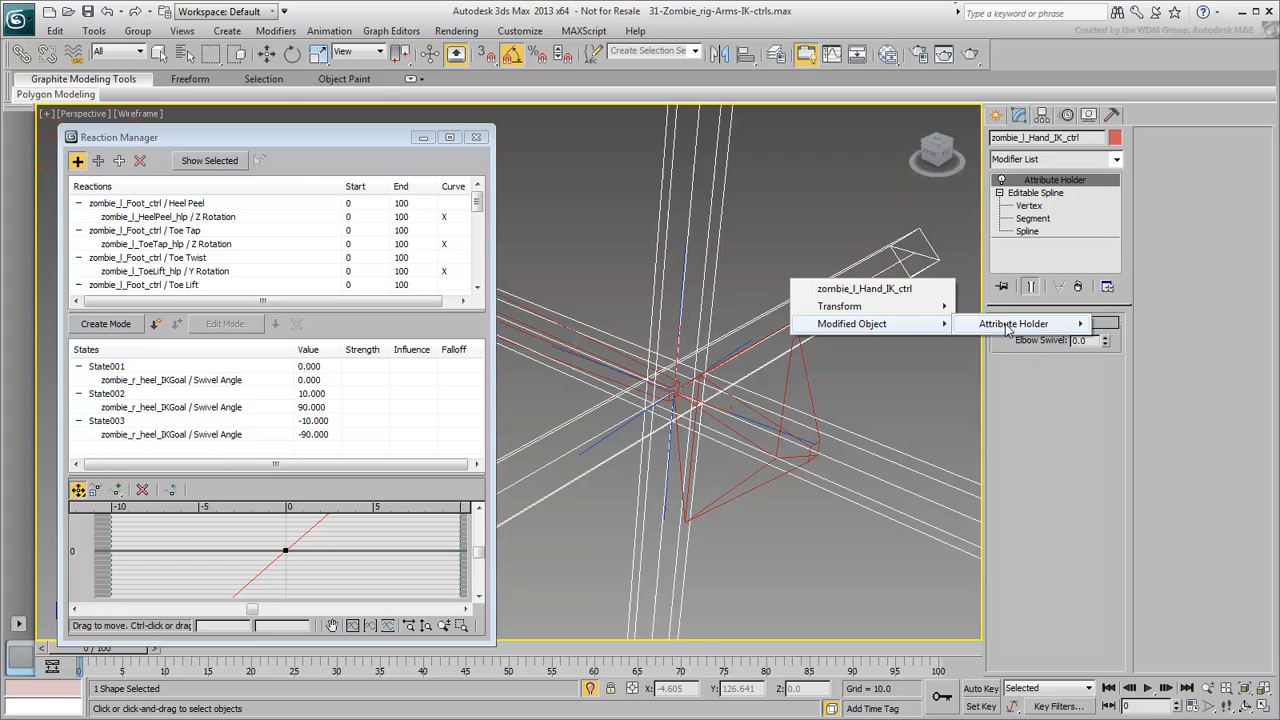 Workspace: Default
Autodesk 3ds Max 2013 x64 - Not for Resale 31-Zombie_rig-Arms-IK-ctrls.max
Type a keyword or phrase
Edit Tools Group Views Create Modifiers Animation Graph Editors Rendering Customize MAXScript Help
Created by the WDM Group, Autodesk M&E
All View 3 Create Selection Se
Graphite Modeling Tools Freeform Selection Object Paint
Polygon Modeling
[+] [Perspective] [Wireframe]
Reaction Manager
Show Selected
Reactions Start End Curve
zombie_l_Foot_ctrl / Heel Peel 0 100
zombie_l_HeelPeel_hlp / Z Rotation 0 100 X
zombie_l_Foot_ctrl / Toe Tap 0 100
zombie_l_ToeTap_hlp / Z Rotation 0 100 X
zombie_l_Foot_ctrl / Toe Twist 0 100
zombie_l_ToeLift_hlp / Y Rotation 0 100 X
zombie_l_Foot_ctrl / Toe Lift 0 100
Create Mode Edit Mode
States Value Strength Influence Falloff
State001 0.000
zombie_r_heel_IKGoal / Swivel Angle 0.000
State002 10.000
zombie_r_heel_IKGoal / Swivel Angle 90.000
State003 -10.000
zombie_r_heel_IKGoal / Swivel Angle -90.000
-10 -5 0 5
0
Drag to move. Ctrl-click or drag
zombie_l_Hand_IK_ctrl
Transform
Modified Object
Attribute Holder
zombie_l_Hand_IK_ctrl
Modifier List
Attribute Holder
Editable Spline
Vertex
Segment
Spline
Elbow Swivel: 0.0
0 / 100
5 10 15 20 25 30 35 40 45 50 55 60 65 70 75 80 85 90 95 100
1 Shape Selected X: -4.605 Y: 126.641 Z: 0.0 Grid = 10.0 Auto Key Selected
Click or click-and-drag to select objects Add Time Tag Set Key Key Filters... 0